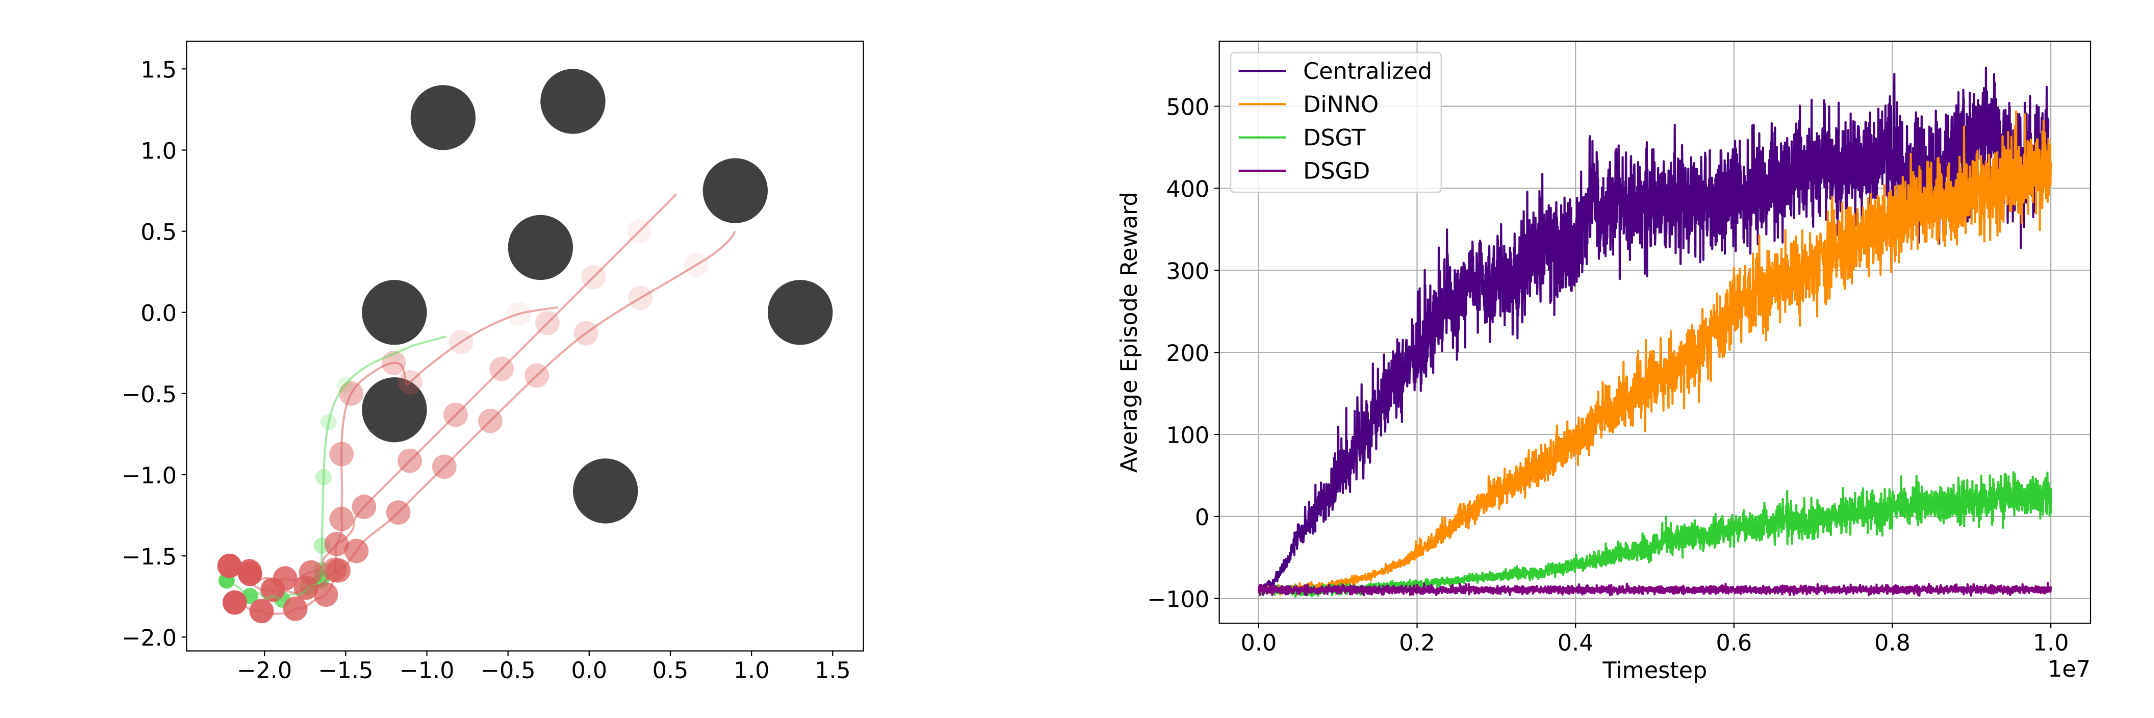 1.5
1.0
0.5
0.0
−0.5
−1.0
−1.5
−2.0
−2.0 −1.5 −1.0 −0.5 0.0 0.5 1.0 1.5
Centralized
DiNNO
DSGT
DSGD
Average Episode Reward
500
400
300
200
100
0
−100
0.0 0.2 0.4 0.6 0.8 1.0
Timestep
1e7